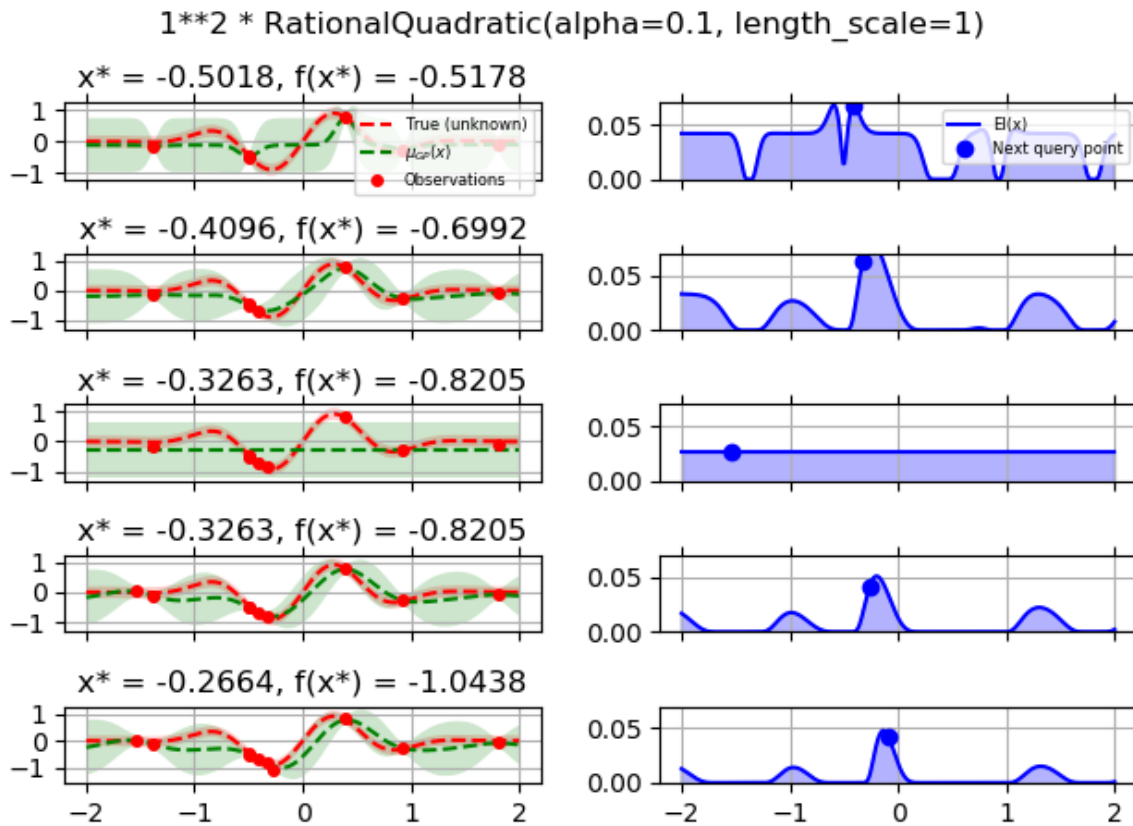 1**2 * RationalQuadratic(alpha=0.1, length_scale=1)
x* = -0.5018, f(x*) = -0.5178
1
0
−1
True (unknown)
μGP(x)
Observations
0.05
0.00
EI(x)
Next query point
x* = -0.4096, f(x*) = -0.6992
1
0
−1
0.05
0.00
x* = -0.3263, f(x*) = -0.8205
1
0
−1
0.05
0.00
x* = -0.3263, f(x*) = -0.8205
1
0
−1
0.05
0.00
x* = -0.2664, f(x*) = -1.0438
1
0
−1
0.05
0.00
−2 −1 0 1 2
−2 −1 0 1 2